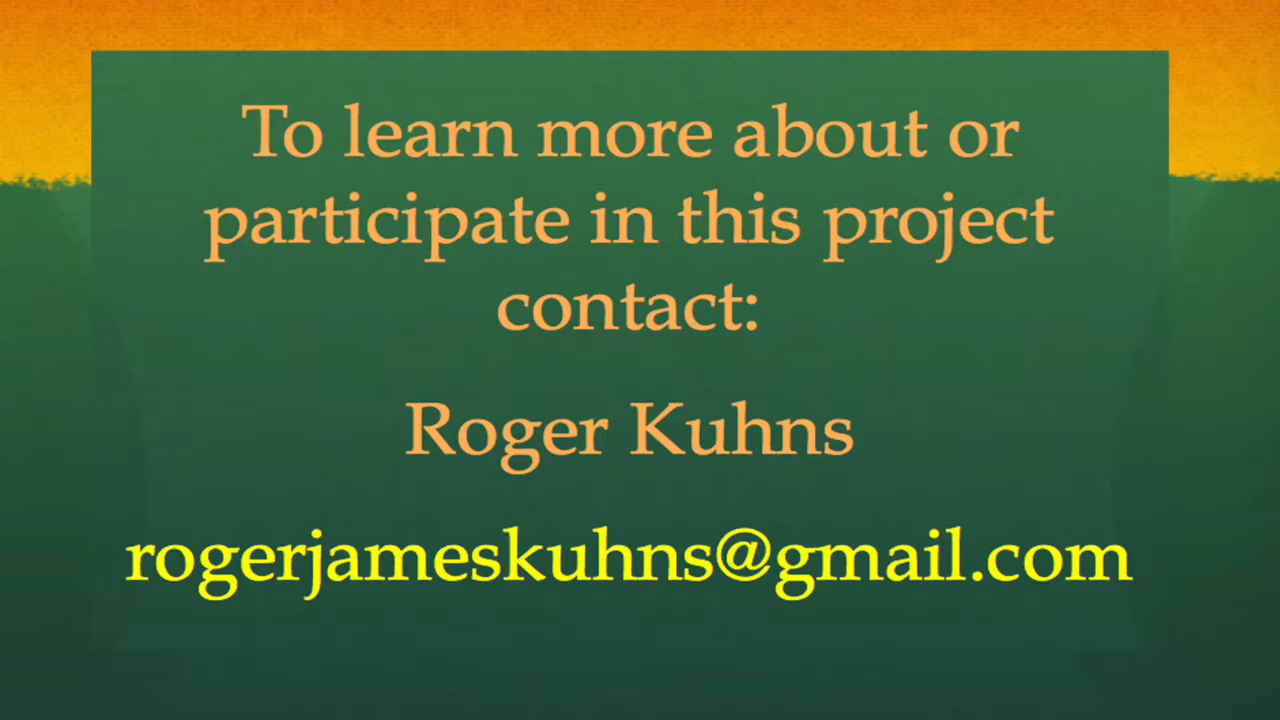 To learn more about or
participate in this project
contact:
Roger Kuhns
rogerjameskuhns@gmail.com